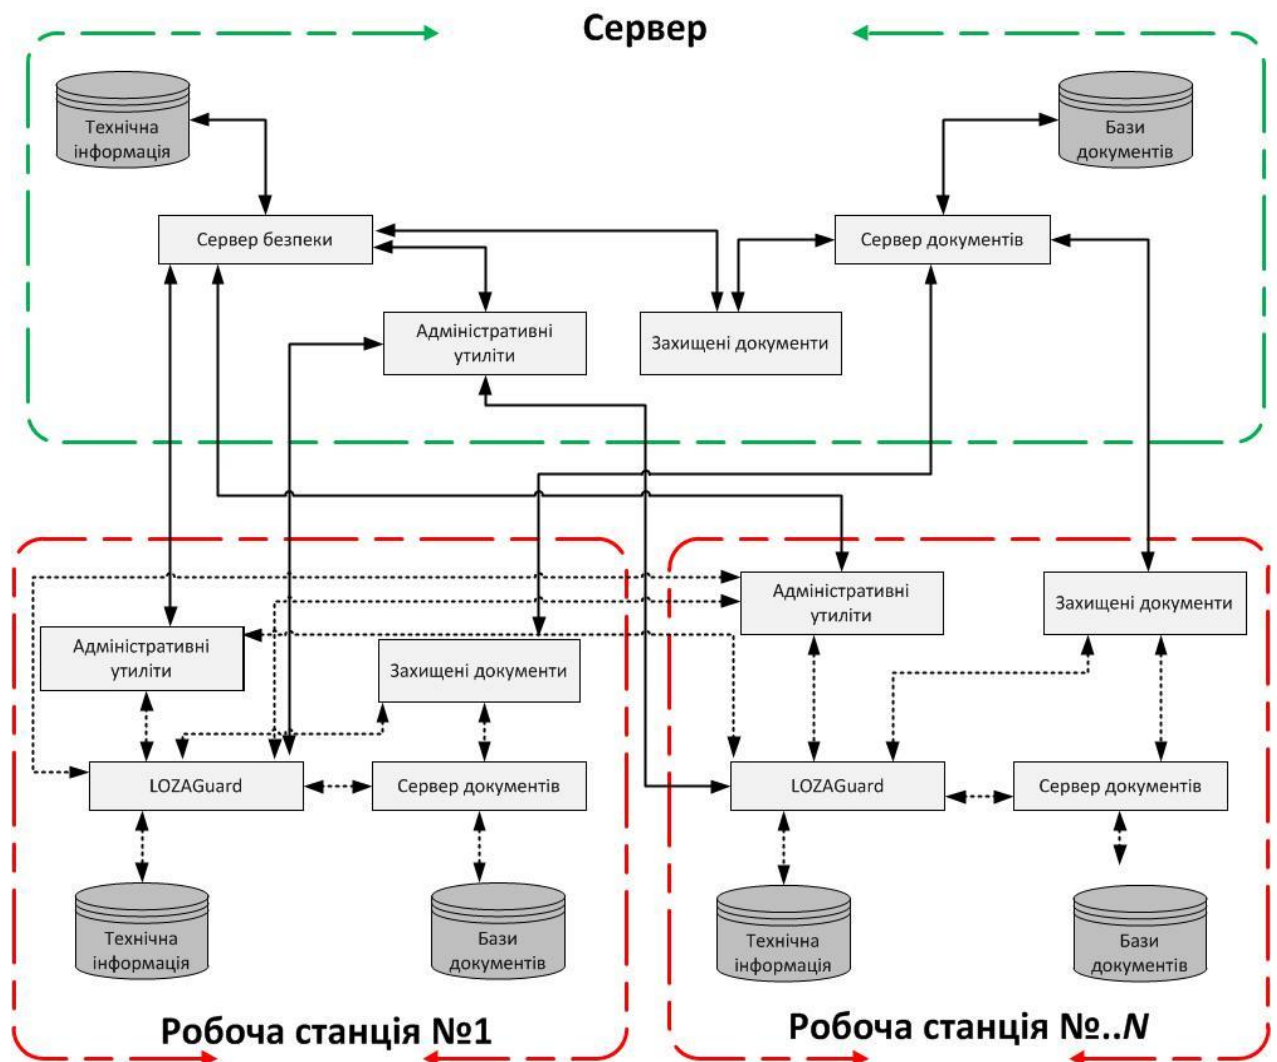 Сервер
Технічна
інформація
Бази
документів
Сервер безпеки
Сервер документів
Адміністративні
утиліти
Захищені документи
Адміністративні
утиліти
Захищені документи
Адміністративні
утиліти
Захищені документи
LOZAGuard
Сервер документів
LOZAGuard
Сервер документів
Технічна
інформація
Бази
документів
Технічна
інформація
Бази
документів
Робоча станція №1
Робоча станція №..N